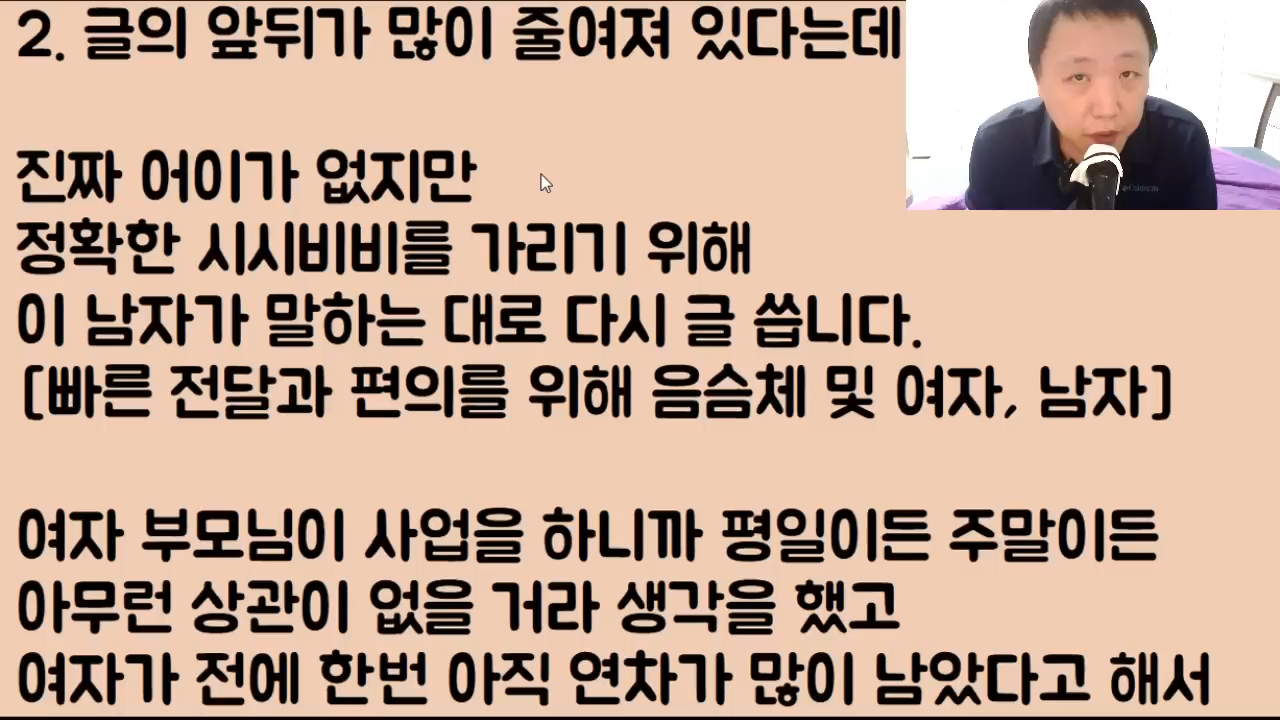 2. 글의 앞뒤가 많이 줄여져 있다는데
진짜 어이가 없지만
정확한 시시비비를 가리기 위해
이 남자가 말하는 대로 다시 글 씁니다.
[빠른 전달과 편의를 위해 음슴체 및 여자, 남자]
여자 부모님이 사업을 하니까 평일이든 주말이든
아무런 상관이 없을 거라 생각을 했고
여자가 전에 한번 아직 연차가 많이 남았다고 해서
Columbia